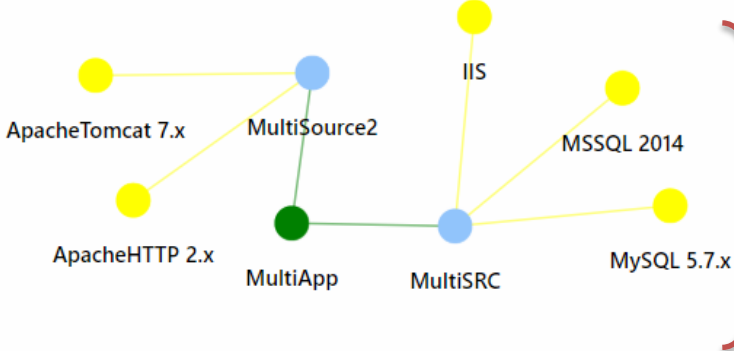 IIS
ApacheTomcat 7.x
MultiSource2
MSSQL 2014
ApacheHTTP 2.x
MultiApp
MultiSRC
MySQL 5.7.x